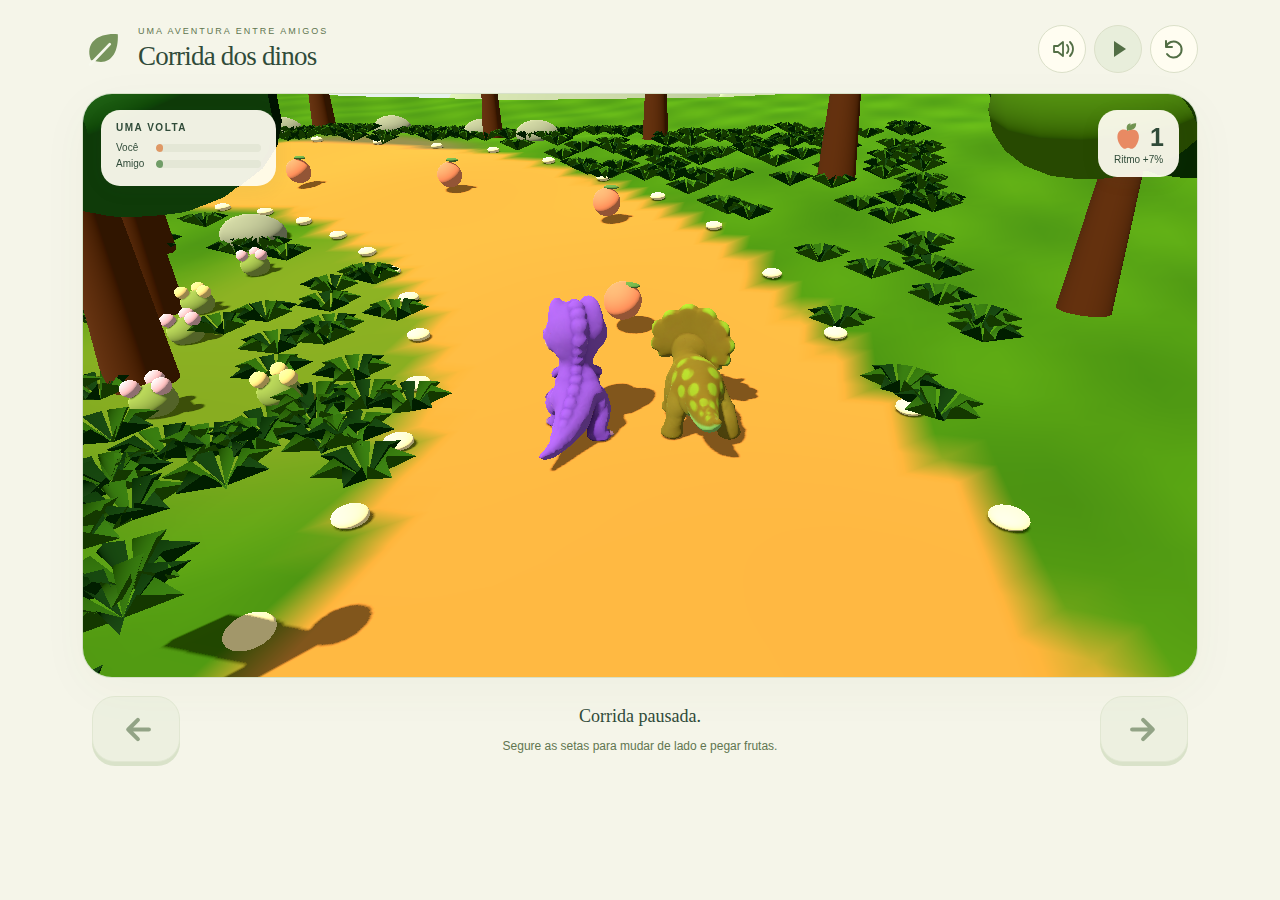 UMA AVENTURA ENTRE AMIGOS
Corrida dos dinos
UMA VOLTA
Você
Amigo
1
Ritmo +7%
Corrida pausada.
Segure as setas para mudar de lado e pegar frutas.